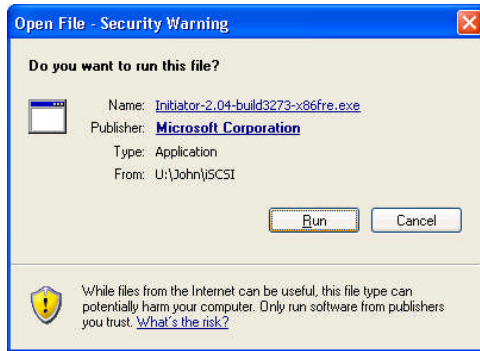 Open File - Security Warning
Do you want to run this file?
Name: Initiator-2.04-build3273-x86fre.exe
Publisher: Microsoft Corporation
Type: Application
From: U:\John\iSCSI
Run Cancel
While files from the Internet can be useful, this file type can
potentially harm your computer. Only run software from publishers
you trust. What's the risk?